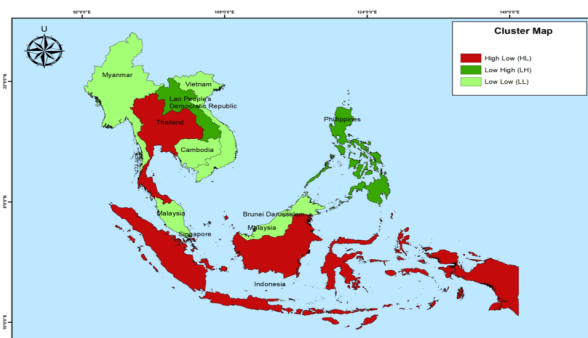 Cluster Map
High Low (HL)
Low High (LH)
Low Low (LL)
U
Myanmar
Vietnam
Lao People's
Democratic Republic
Thailand
Philippines
Cambodia
Malaysia
Brunei Darussalam
Malaysia
Singapore
Indonesia